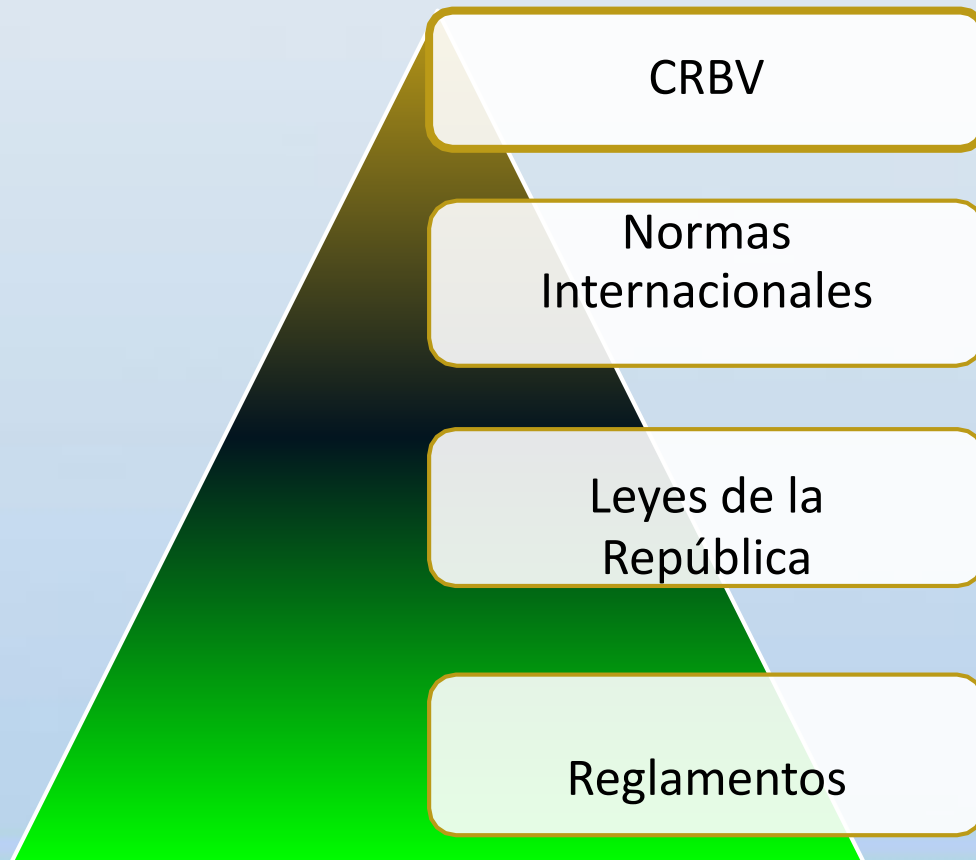 CRBV
Normas
Internacionales
Leyes de la
República
Reglamentos